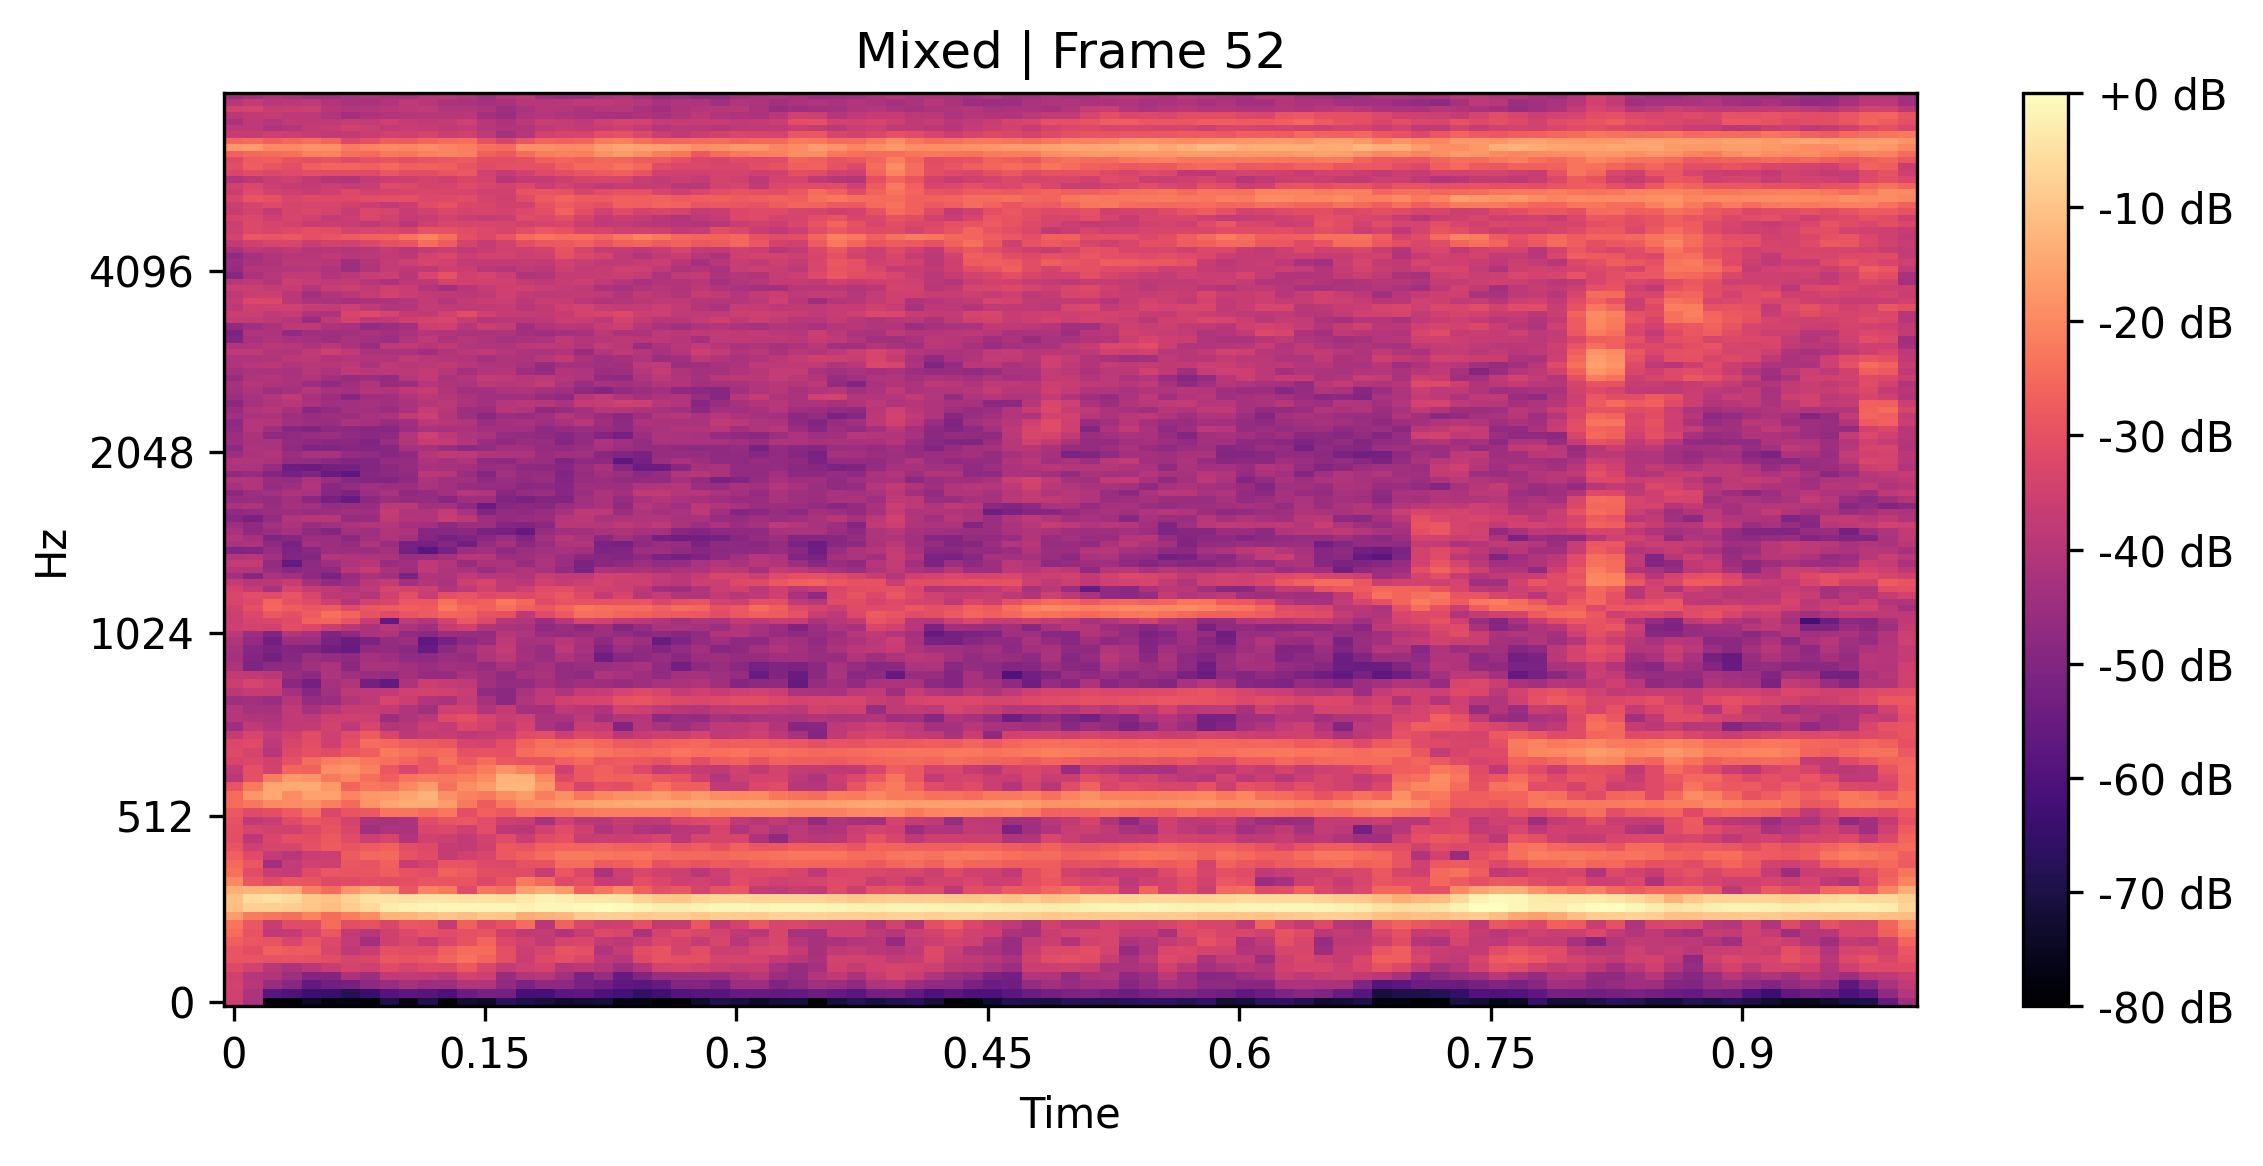 Mixed | Frame 52
Hz
4096
2048
1024
512
0
0 0.15 0.3 0.45 0.6 0.75 0.9
Time
+0 dB
-10 dB
-20 dB
-30 dB
-40 dB
-50 dB
-60 dB
-70 dB
-80 dB